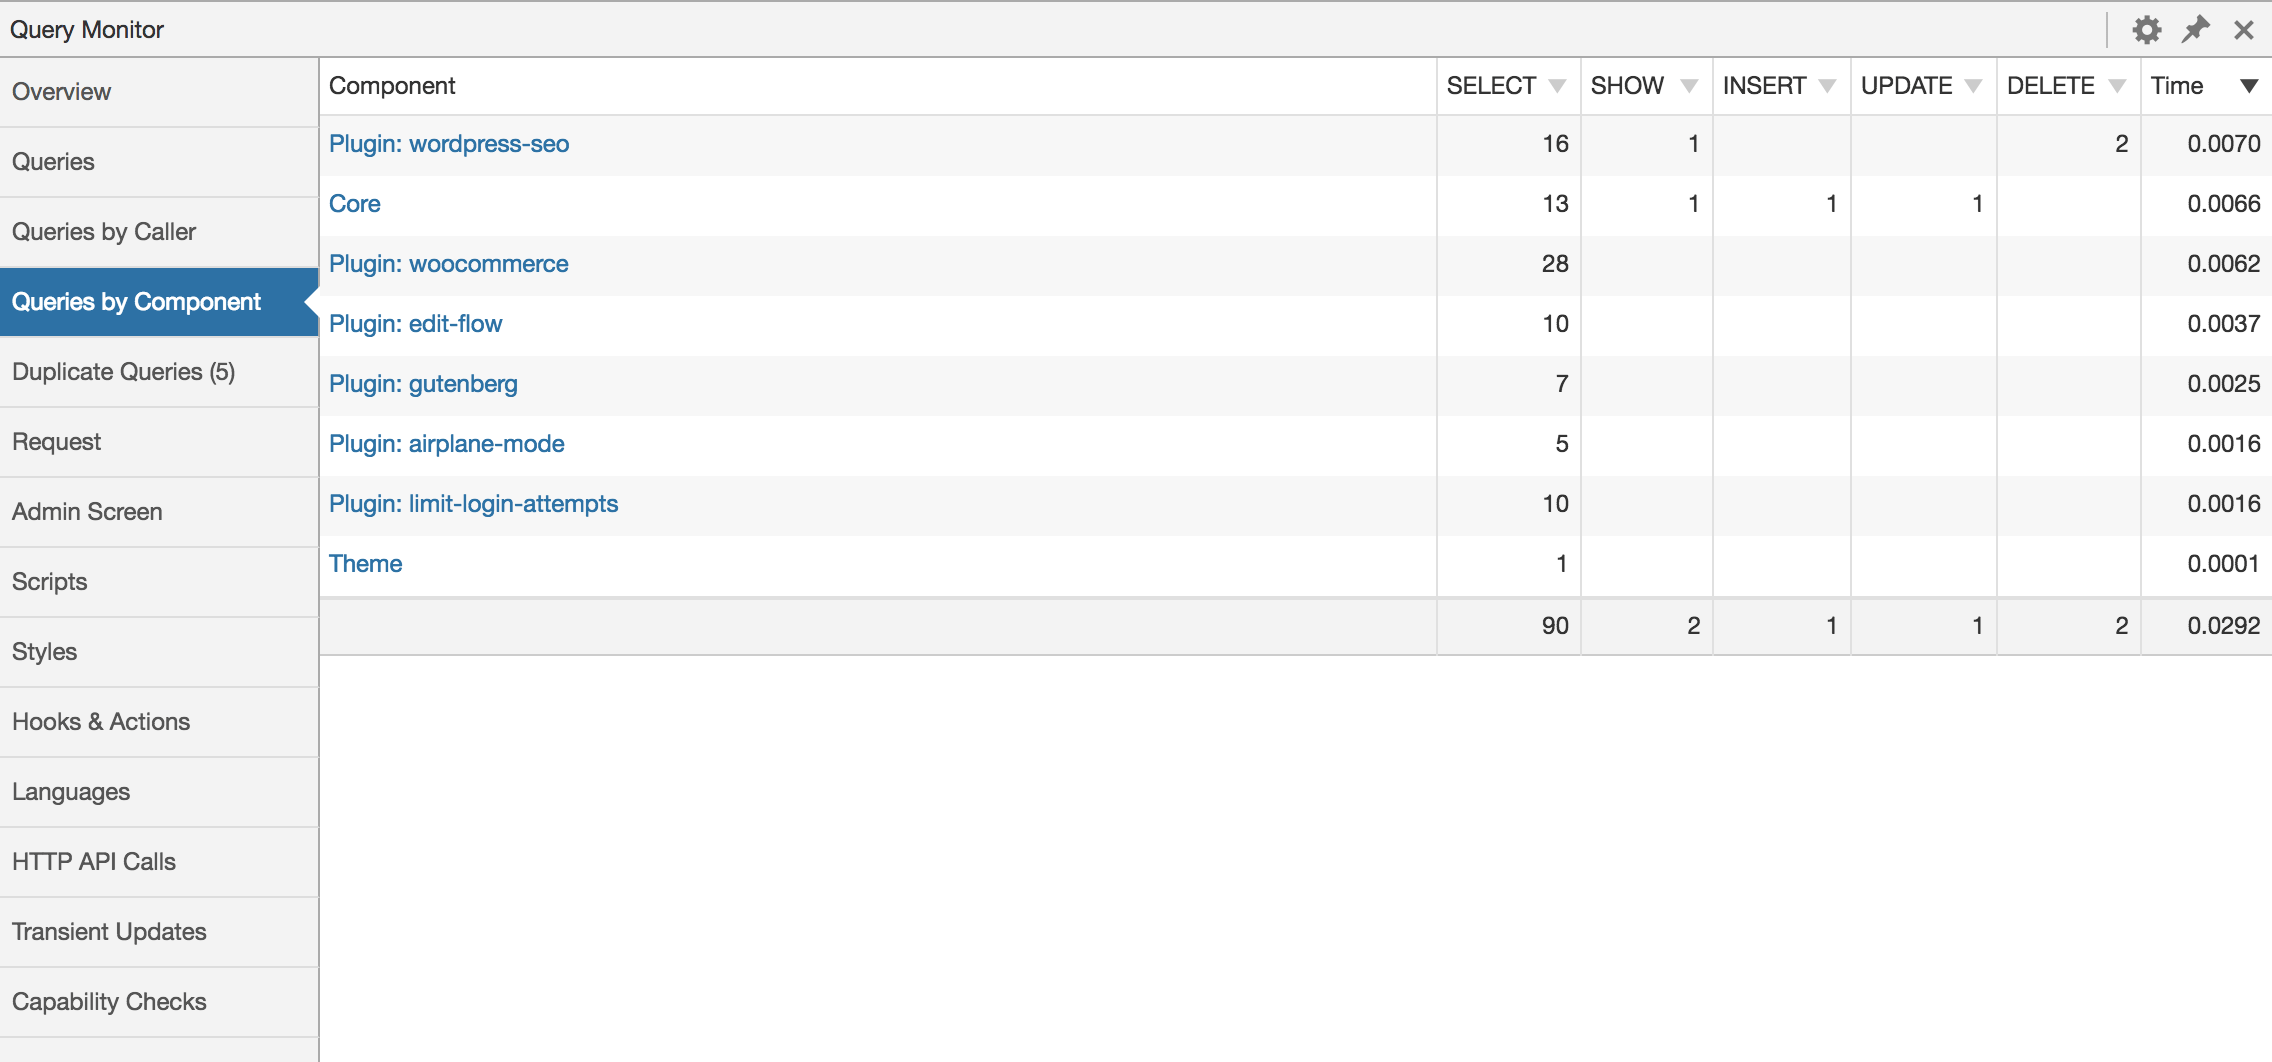 Query Monitor
Overview
Queries
Queries by Caller
Queries by Component
Duplicate Queries (5)
Request
Admin Screen
Scripts
Styles
Hooks & Actions
Languages
HTTP API Calls
Transient Updates
Capability Checks
Component SELECT SHOW INSERT UPDATE DELETE Time
Plugin: wordpress-seo 16 1 2 0.0070
Core 13 1 1 1 0.0066
Plugin: woocommerce 28 0.0062
Plugin: edit-flow 10 0.0037
Plugin: gutenberg 7 0.0025
Plugin: airplane-mode 5 0.0016
Plugin: limit-login-attempts 10 0.0016
Theme 1 0.0001
90 2 1 1 2 0.0292